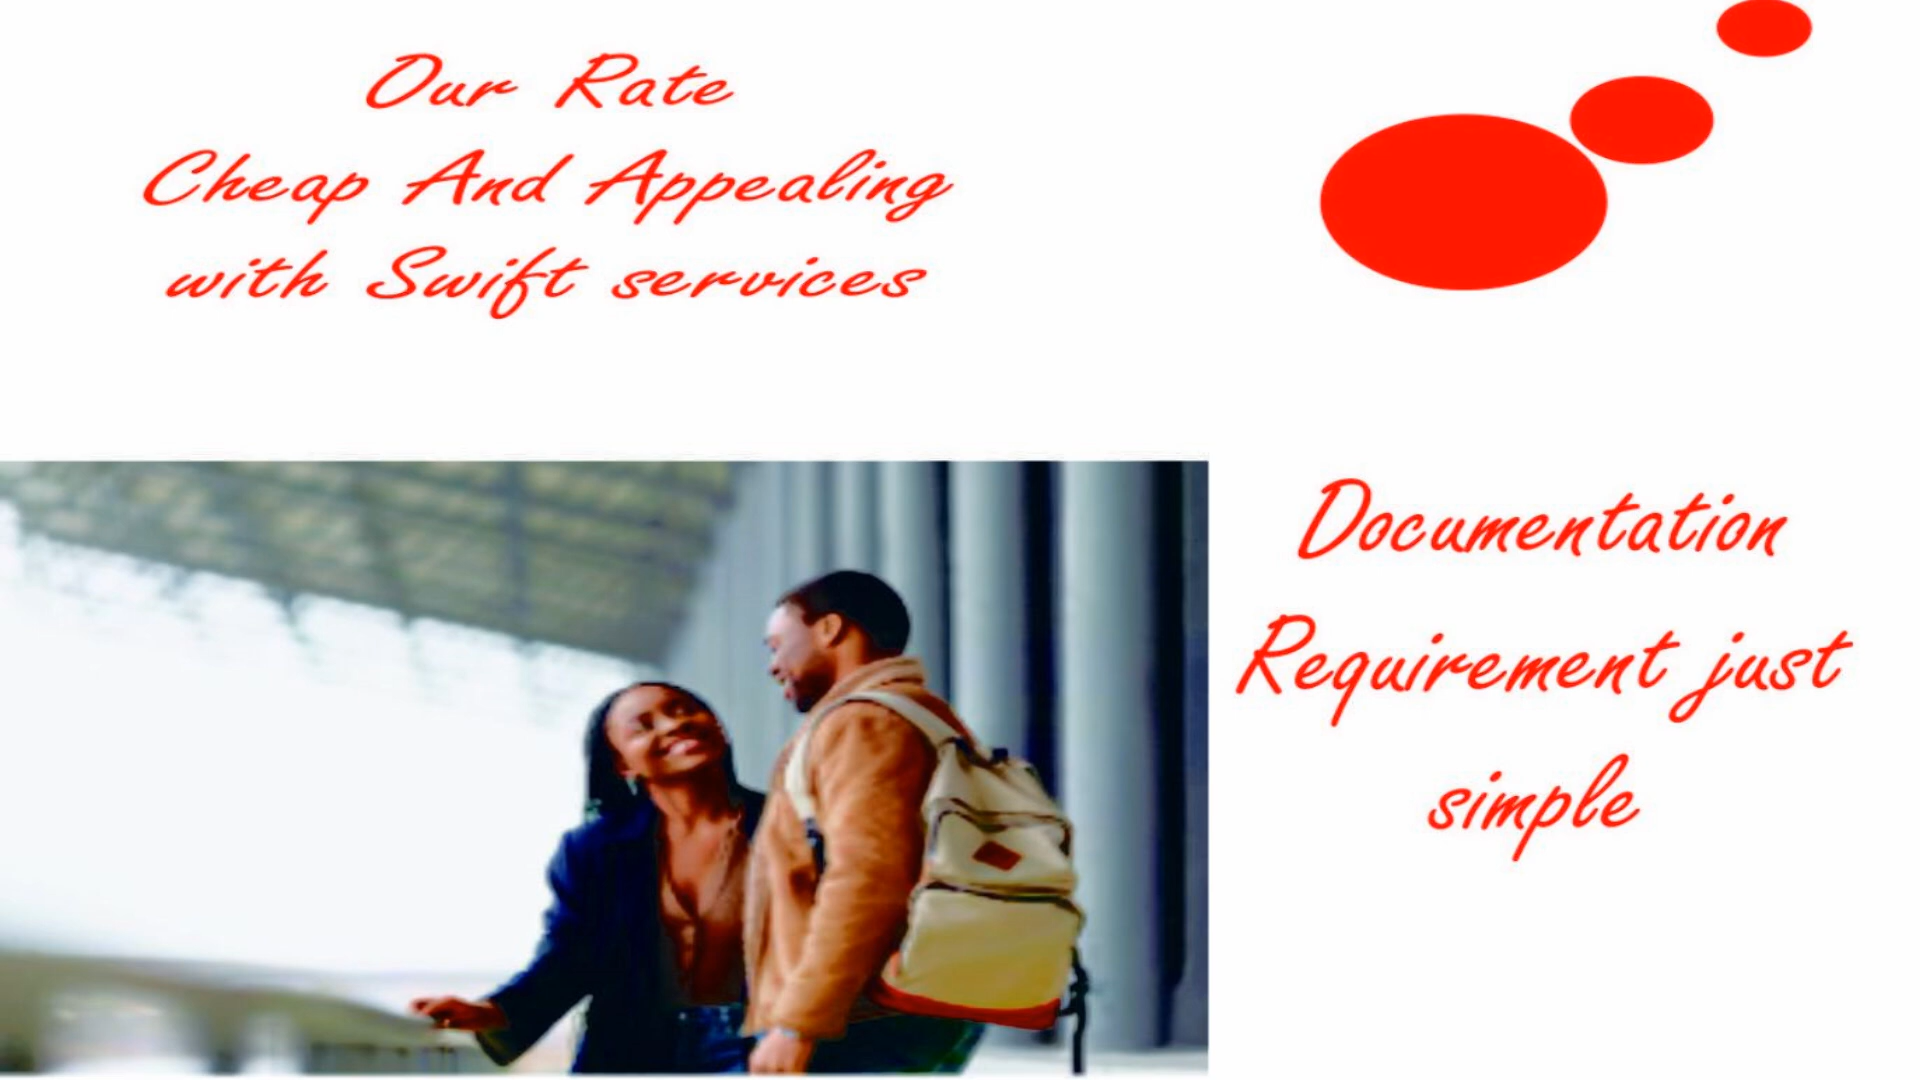 Our Rate
Cheap And Appealing
with Swift services
Documentation
Requirement just
simple